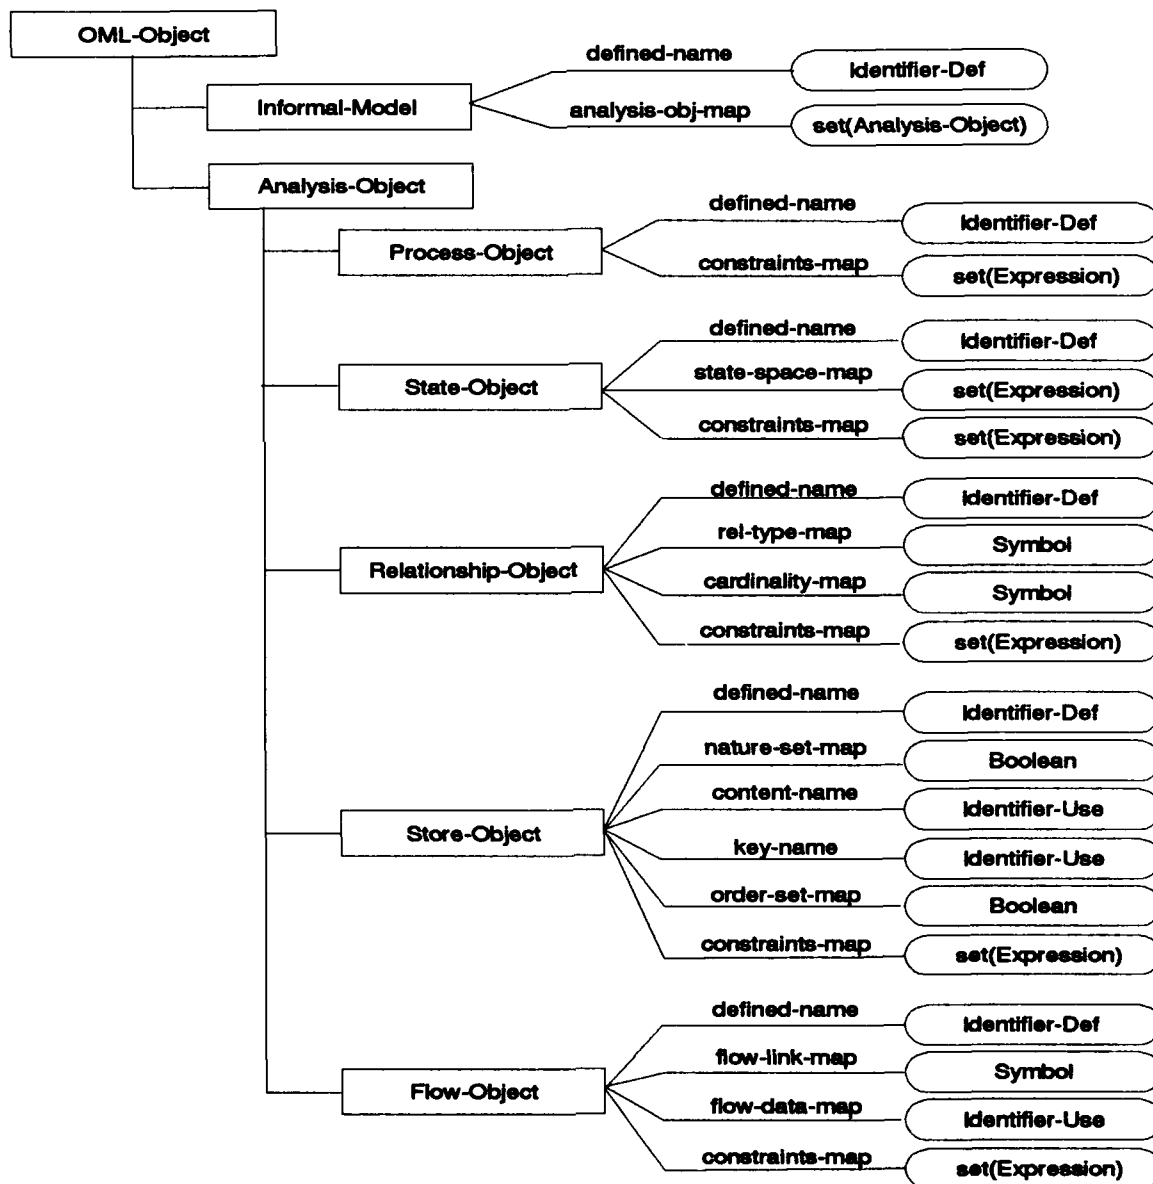 OML-Object
defined-name
Identifier-Def
Informal-Model
analysis-obj-map
set(Analysis-Object)
Analysis-Object
defined-name
Identifier-Def
Process-Object
constraints-map
set(Expression)
defined-name
Identifier-Def
state-space-map
set(Expression)
State-Object
constraints-map
set(Expression)
defined-name
Identifier-Def
rel-type-map
Symbol
Relationship-Object
cardinality-map
Symbol
constraints-map
set(Expression)
defined-name
Identifier-Def
nature-set-map
Boolean
content-name
Identifier-Use
Store-Object
key-name
Identifier-Use
order-set-map
Boolean
constraints-map
set(Expression)
defined-name
Identifier-Def
flow-link-map
Symbol
Flow-Object
flow-data-map
Identifier-Use
constraints-map
set(Expression)